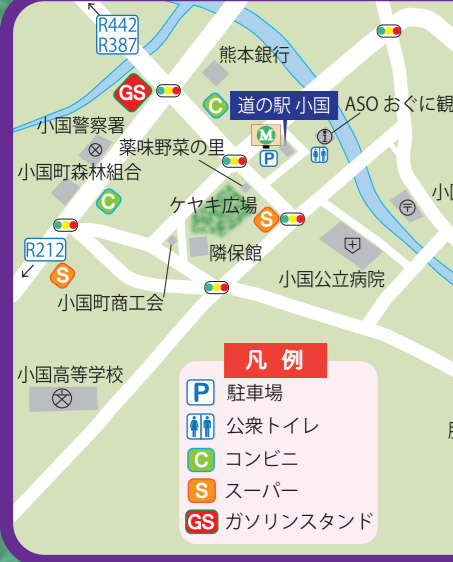 R442
R387
熊本銀行
GS
C
道の駅 小国
ASO おぐに観
小国警察署
薬味野菜の里
M
P
小国町森林組合
C
ケヤキ広場
S
小
R212
隣保館
小国公立病院
S
小国町商工会
小国高等学校
凡 例
P 駐車場
公衆トイレ
C コンビニ
S スーパー
GS ガソリンスタンド